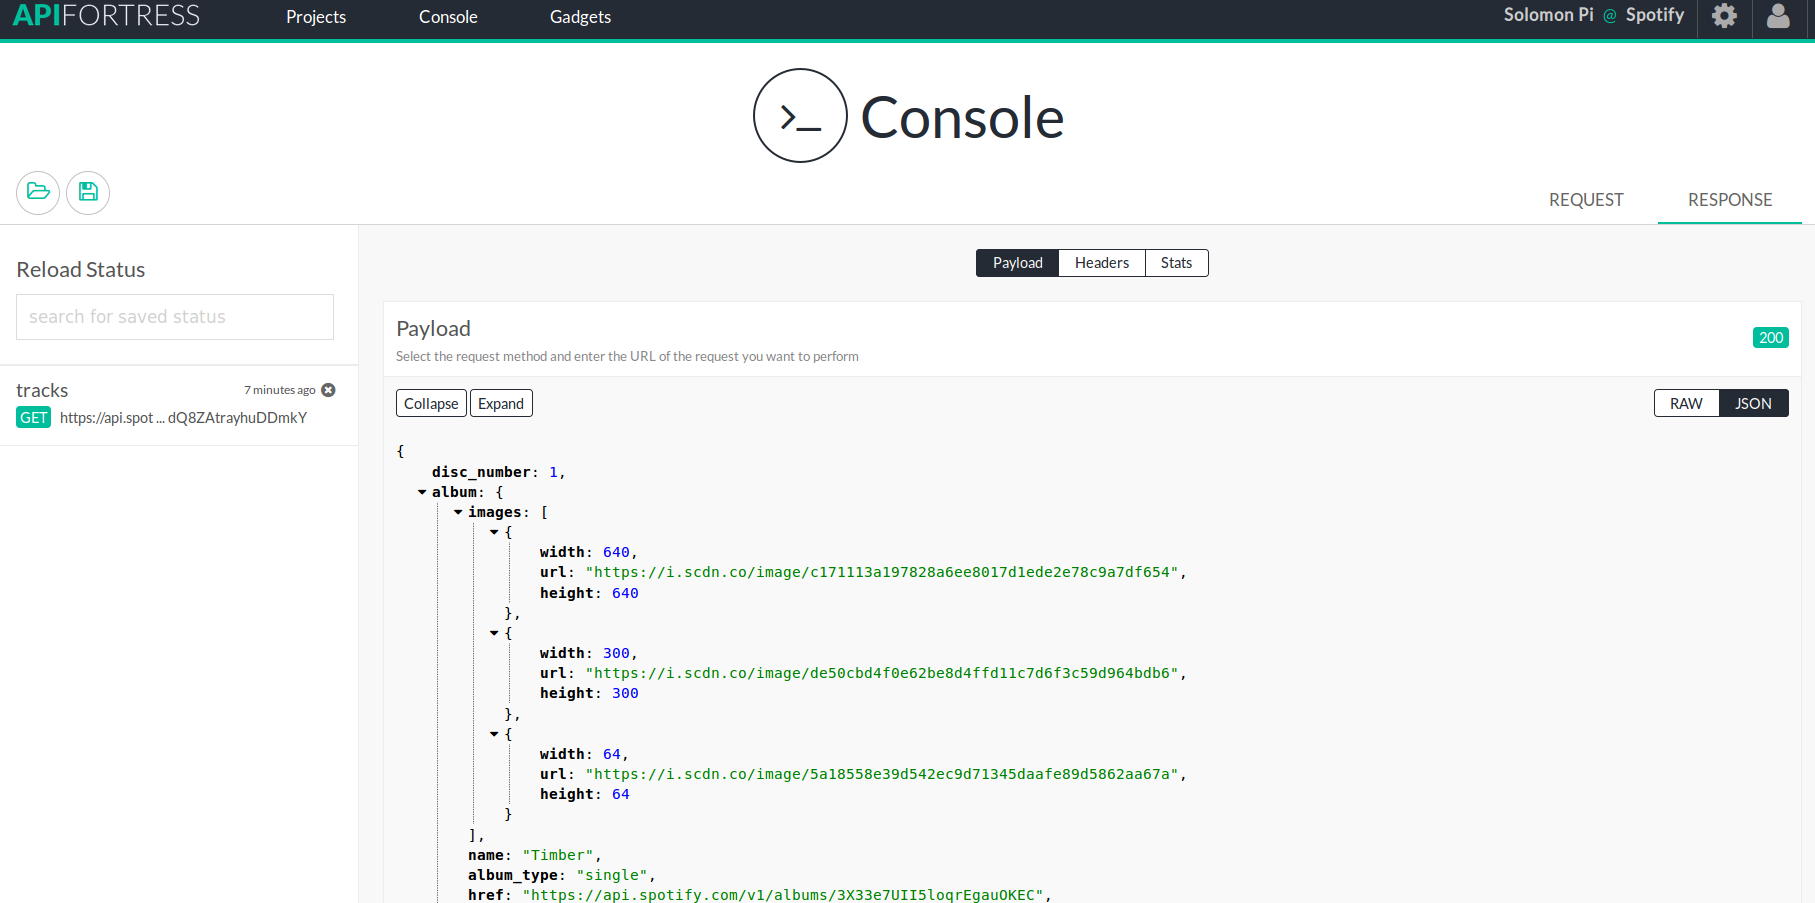 APIFORTRESS Projects Console Gadgets Solomon Pi @ Spotify
>_ Console
REQUEST RESPONSE
Reload Status
search for saved status
tracks 7 minutes ago
GET https://api.spot ... dQ8ZAtrayhuDDmkY
Payload Headers Stats
Payload
200
Select the request method and enter the URL of the request you want to perform
Collapse Expand RAW JSON
{
disc_number: 1,
album: {
images: [
{
width: 640,
url: "https://i.scdn.co/image/c171113a197828a6ee8017d1ede2e78c9a7df654",
height: 640
},
{
width: 300,
url: "https://i.scdn.co/image/de50cbd4f0e62be8d4ffd11c7d6f3c59d964bdb6",
height: 300
},
{
width: 64,
url: "https://i.scdn.co/image/5a18558e39d542ec9d71345daafe89d5862aa67a",
height: 64
}
],
name: "Timber",
album_type: "single",
href: "https://api.spotify.com/v1/albums/3X33e7UII5loqrEgauOKEC",